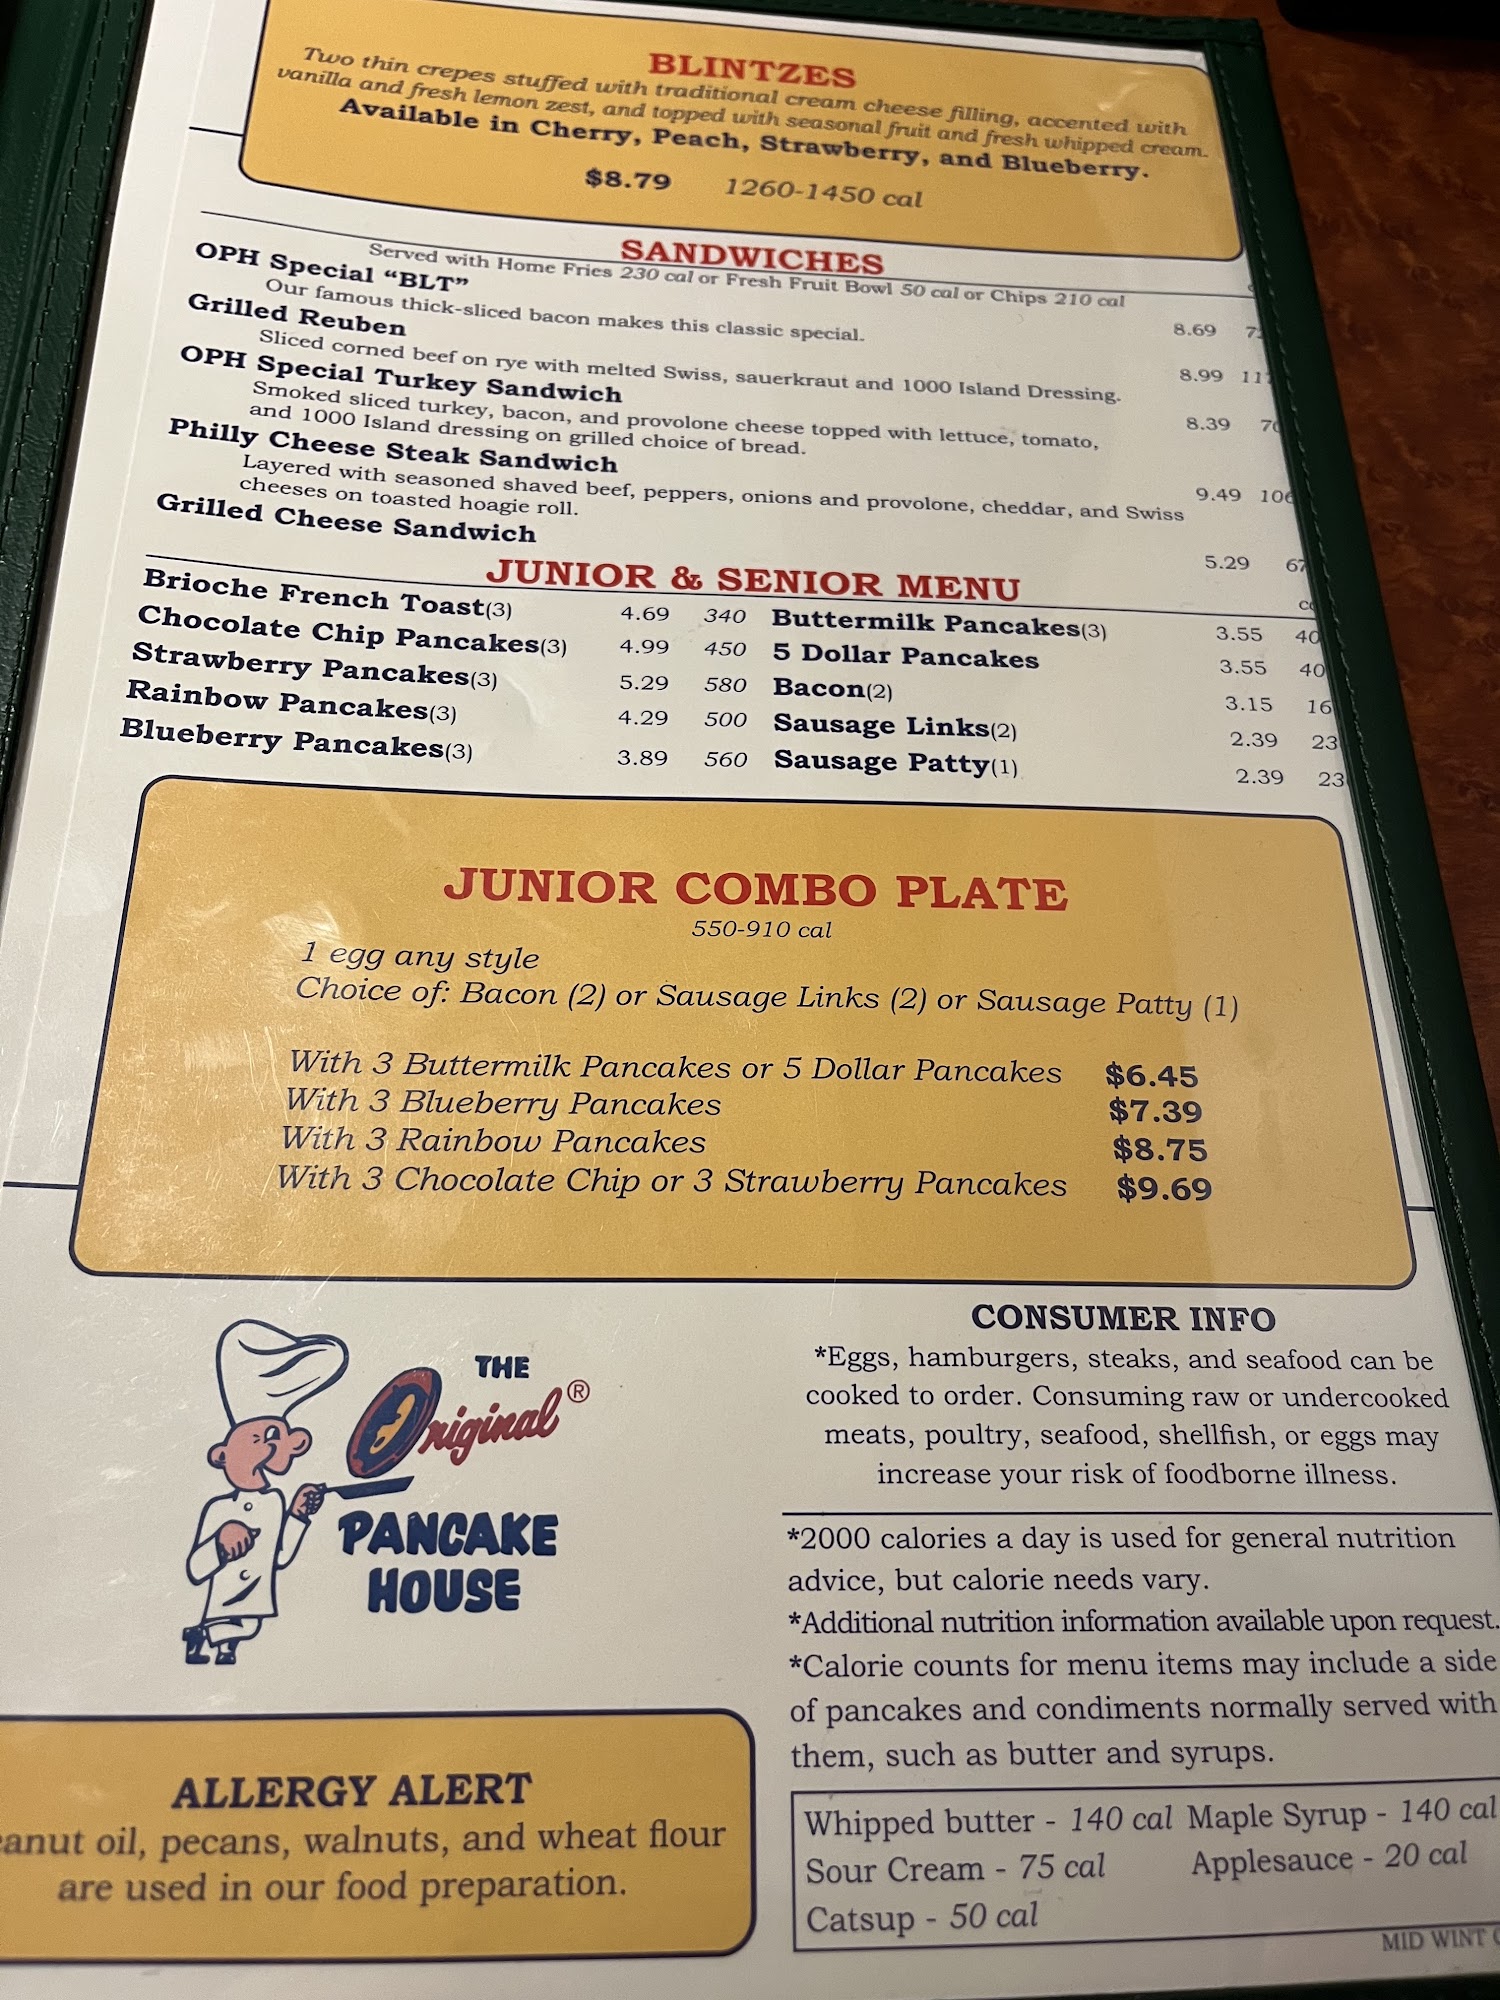 BLINTZES
Two thin crepes stuffed with traditional cream cheese filling, accented with
vanilla and fresh lemon zest, and topped with seasonal fruit and fresh whipped cream.
Available in Cherry, Peach, Strawberry, and Blueberry.
$8.79 1260-1450 cal
SANDWICHES
Served with Home Fries 230 cal or Fresh Fruit Bowl 50 cal or Chips 210 cal
OPH Special “BLT” 8.69
Our famous thick-sliced bacon makes this classic special.
Grilled Reuben 8.99
Sliced corned beef on rye with melted Swiss, sauerkraut and 1000 Island Dressing.
OPH Special Turkey Sandwich 8.39
Smoked sliced turkey, bacon, and provolone cheese topped with lettuce, tomato,
and 1000 Island dressing on grilled choice of bread.
Philly Cheese Steak Sandwich 9.49
Layered with seasoned shaved beef, peppers, onions and provolone, cheddar, and Swiss
cheeses on toasted hoagie roll.
Grilled Cheese Sandwich 5.29
JUNIOR & SENIOR MENU
Brioche French Toast(3) 4.69 340
Chocolate Chip Pancakes(3) 4.99 450
Strawberry Pancakes(3) 5.29 580
Rainbow Pancakes(3) 4.29 500
Blueberry Pancakes(3) 3.89 560
Buttermilk Pancakes(3) 3.55
5 Dollar Pancakes 3.55
Bacon(2) 3.15
Sausage Links(2) 2.39
Sausage Patty(1) 2.39
JUNIOR COMBO PLATE
550-910 cal
1 egg any style
Choice of: Bacon (2) or Sausage Links (2) or Sausage Patty (1)
With 3 Buttermilk Pancakes or 5 Dollar Pancakes $6.45
With 3 Blueberry Pancakes $7.39
With 3 Rainbow Pancakes $8.75
With 3 Chocolate Chip or 3 Strawberry Pancakes $9.69
THE
Original®
PANCAKE
HOUSE
ALLERGY ALERT
eanut oil, pecans, walnuts, and wheat flour
are used in our food preparation.
CONSUMER INFO
*Eggs, hamburgers, steaks, and seafood can be
cooked to order. Consuming raw or undercooked
meats, poultry, seafood, shellfish, or eggs may
increase your risk of foodborne illness.
*2000 calories a day is used for general nutrition
advice, but calorie needs vary.
*Additional nutrition information available upon request.
*Calorie counts for menu items may include a side
of pancakes and condiments normally served with
them, such as butter and syrups.
Whipped butter - 140 cal Maple Syrup - 140 cal
Sour Cream - 75 cal Applesauce - 20 cal
Catsup - 50 cal
MID WINT